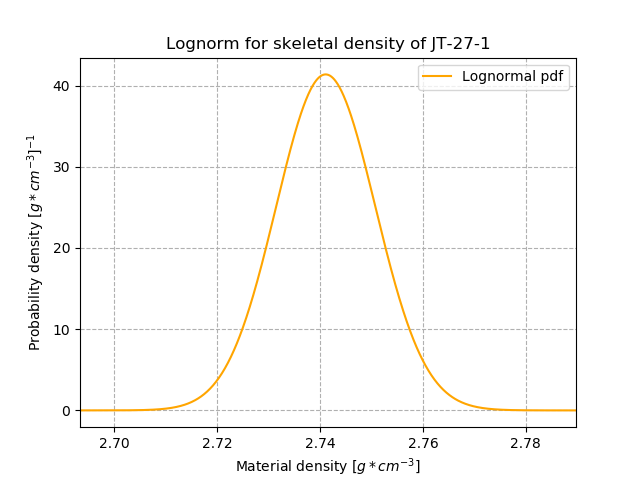 Lognorm for skeletal density of JT-27-1
Lognormal pdf
Probability density [g * cm⁻³]⁻¹
40
30
20
10
0
2.70 2.72 2.74 2.76 2.78
Material density [g * cm⁻³]